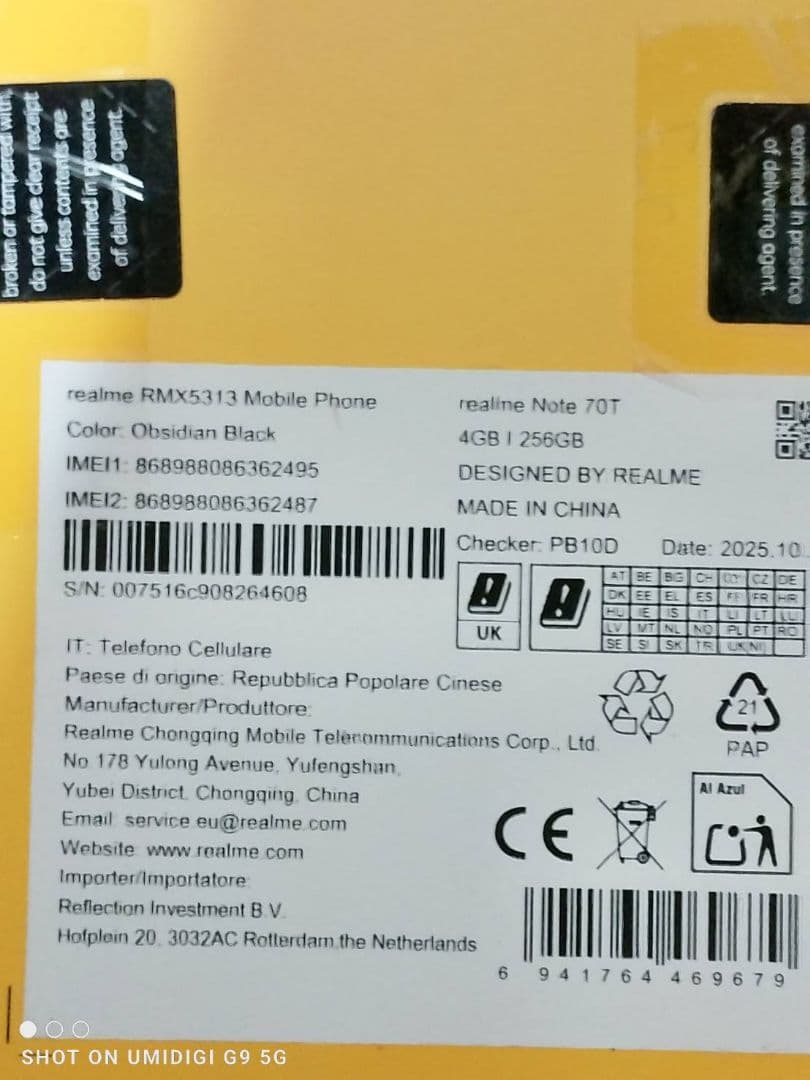 broken or tampered with,
do not give clear receipt
unless contents are
examined in presence
of delivering agent.
examined in presence
of delivering agent.
realme RMX5313 Mobile Phone
Color: Obsidian Black
IMEI1: 868988086362495
IMEI2: 868988086362487
S/N: 007516c908264608
realme Note 70T
4GB | 256GB
DESIGNED BY REALME
MADE IN CHINA
Checker: PB10D Date: 2025.10
UK
AT BE BG CH CY CZ DE
DK EE EL ES FI FR HR
HU IE IS IT LI LT LU
LV MT NL NO PL PT RO
SE SI SK TR UK(NI)
IT: Telefono Cellulare
Paese di origine: Repubblica Popolare Cinese
Manufacturer/Produttore:
Realme Chongqing Mobile Telecommunications Corp., Ltd.
No.178 Yulong Avenue, Yufengshan,
Yubei District, Chongqing, China
Email: service.eu@realme.com
Website: www.realme.com
Importer/Importatore:
Reflection Investment B.V.
Hofplein 20, 3032AC Rotterdam,the Netherlands
21
PAP
CE
Al Azul
6 941764 469679
SHOT ON UMIDIGI G9 5G